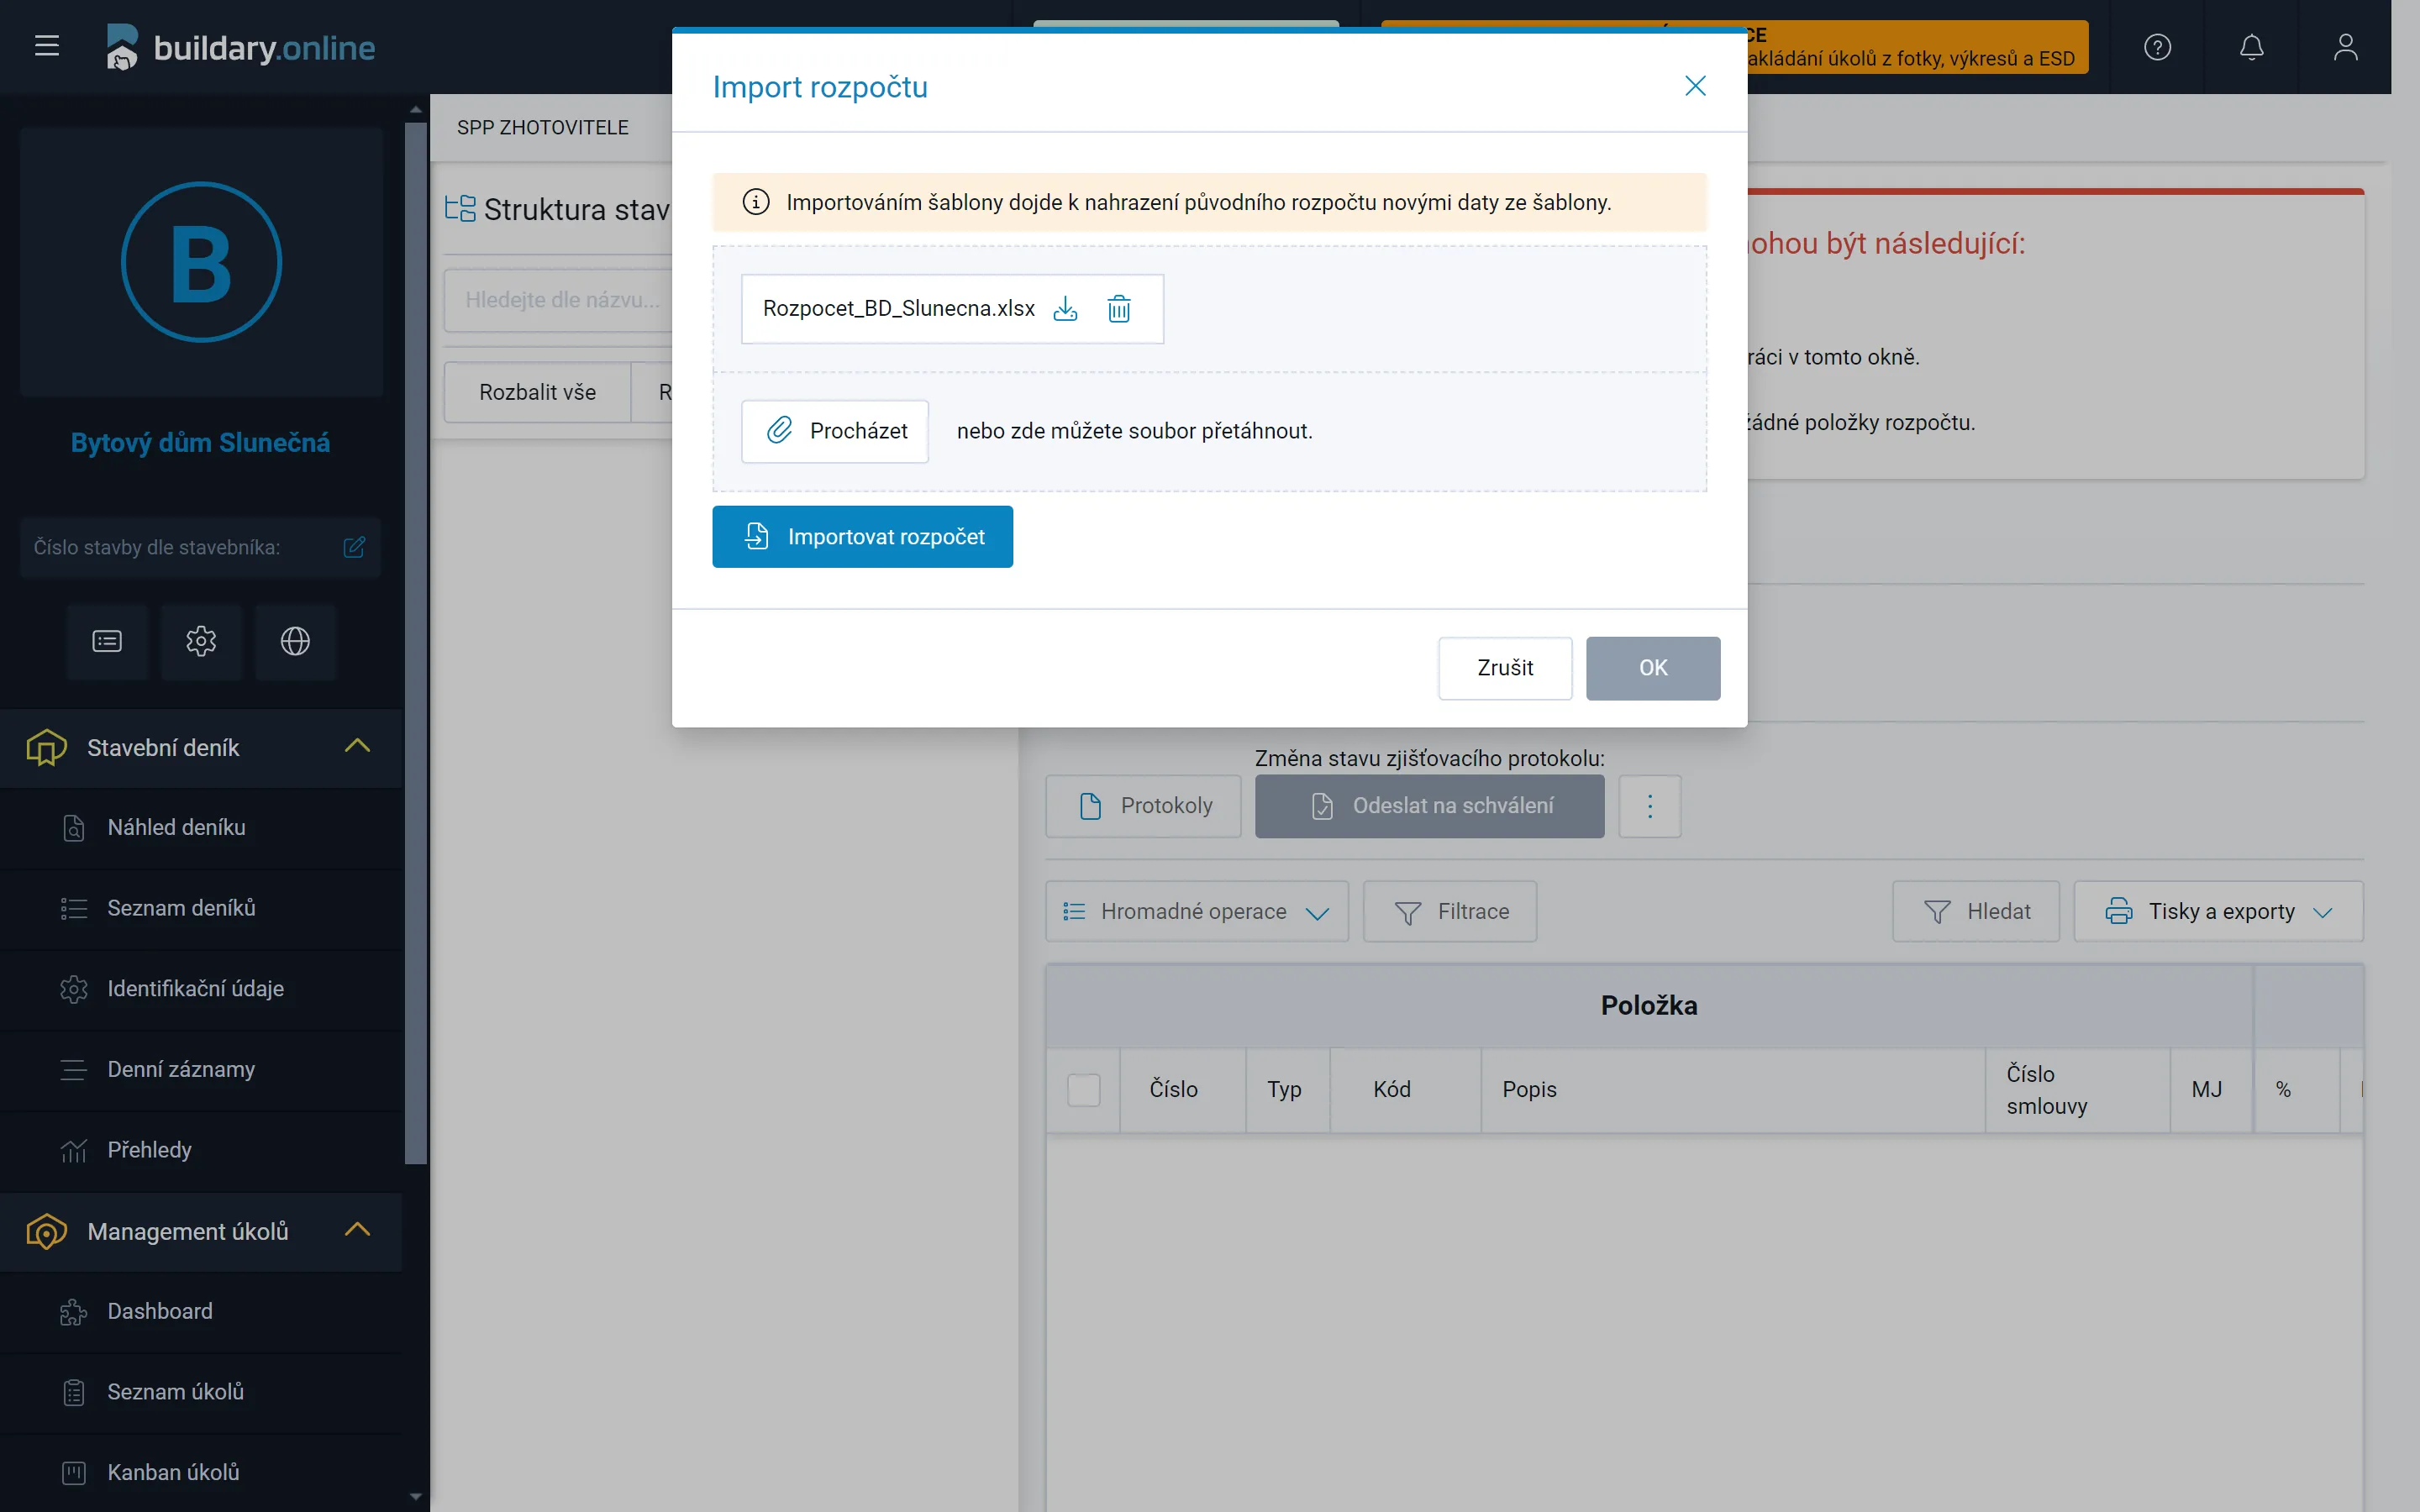 buildary.online
CE
akládání úkolů z fotky, výkresů a ESD
B
Bytový dům Slunečná
Číslo stavby dle stavebníka:
Stavební deník
Náhled deníku
Seznam deníků
Identifikační údaje
Denní záznamy
Přehledy
Management úkolů
Dashboard
Seznam úkolů
Kanban úkolů
SPP ZHOTOVITELE
Struktura stav
Hledejte dle názvu...
Rozbalit vše
R
Import rozpočtu
Importováním šablony dojde k nahrazení původního rozpočtu novými daty ze šablony.
Rozpocet_BD_Slunecna.xlsx
Procházet
nebo zde můžete soubor přetáhnout.
Importovat rozpočet
Zrušit
OK
ohou být následující:
ráci v tomto okně.
žádné položky rozpočtu.
Změna stavu zjišťovacího protokolu:
Protokoly
Odeslat na schválení
Hromadné operace
Filtrace
Hledat
Tisky a exporty
Položka
Číslo
Typ
Kód
Popis
Číslo
smlouvy
MJ
%